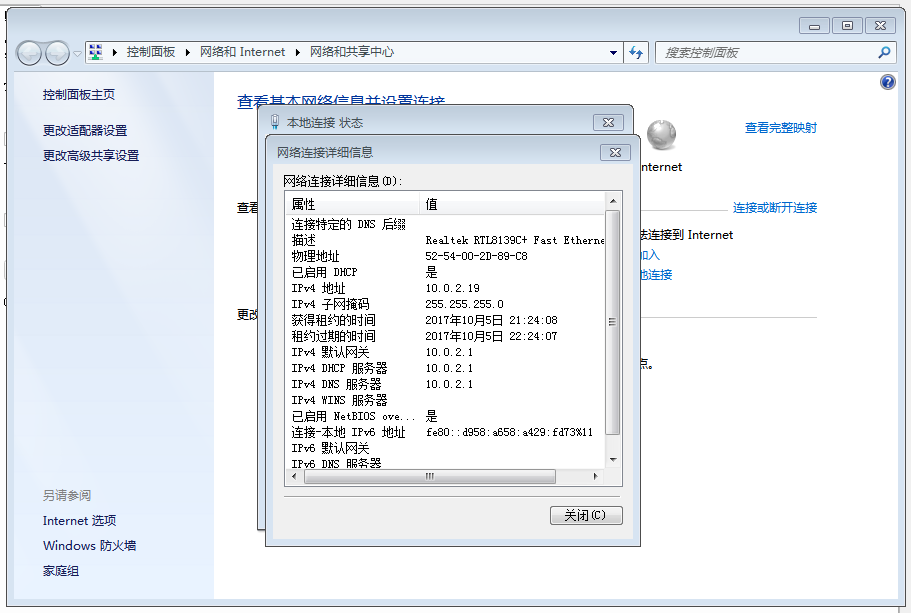 控制面板 网络和 Internet 网络和共享中心
搜索控制面板
控制面板主页
更改适配器设置
更改高级共享设置
查看基本网络信息并设置连接
查看完整映射
Internet
查看
连接或断开连接
法连接到 Internet
加入
地连接
更改
点。
本地连接 状态
网络连接详细信息
网络连接详细信息(D):
属性 值
连接特定的 DNS 后缀
描述 Realtek RTL8139C+ Fast Etherne
物理地址 52-54-00-2D-89-C8
已启用 DHCP 是
IPv4 地址 10.0.2.19
IPv4 子网掩码 255.255.255.0
获得租约的时间 2017年10月5日 21:24:08
租约过期的时间 2017年10月5日 22:24:07
IPv4 默认网关 10.0.2.1
IPv4 DHCP 服务器 10.0.2.1
IPv4 DNS 服务器 10.0.2.1
IPv4 WINS 服务器
已启用 NetBIOS ove... 是
连接-本地 IPv6 地址 fe80::d958:a658:a429:fd73%11
IPv6 默认网关
IPv6 DNS 服务器
关闭(C)
另请参阅
Internet 选项
Windows 防火墙
家庭组